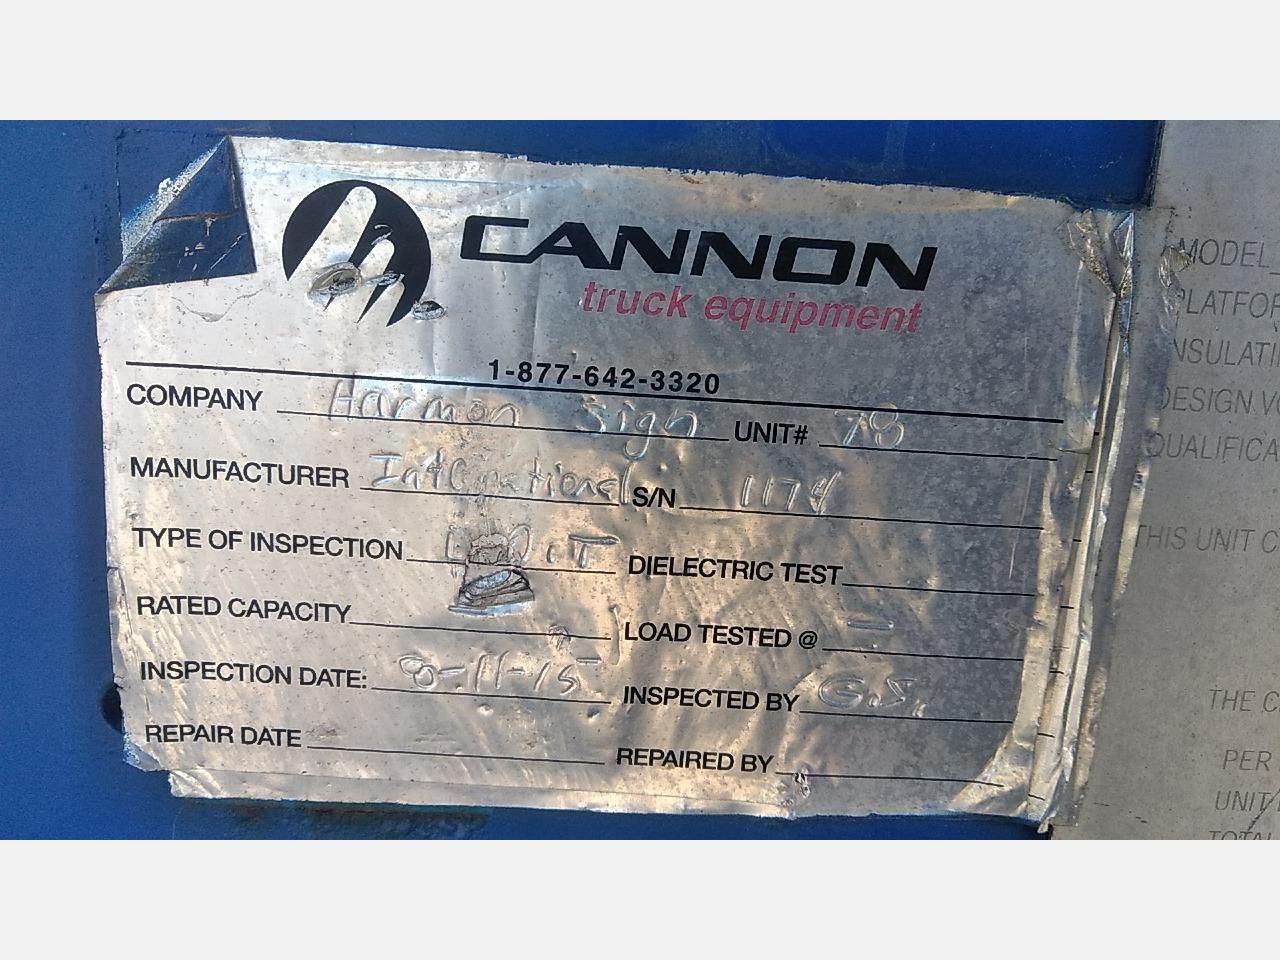 CANNON
truck equipment
1-877-642-3320
COMPANY Harmon Sign UNIT# 78
MANUFACTURER International S/N 1174
TYPE OF INSPECTION DIELECTRIC TEST
RATED CAPACITY LOAD TESTED @ -
INSPECTION DATE: 8-11-15 INSPECTED BY G.S.
REPAIR DATE REPAIRED BY
MODEL
PLATFOR
NSULATI
DESIGN V
QUALIFICA
THIS UNIT C
THE C
PER
UNIT
TOTAL